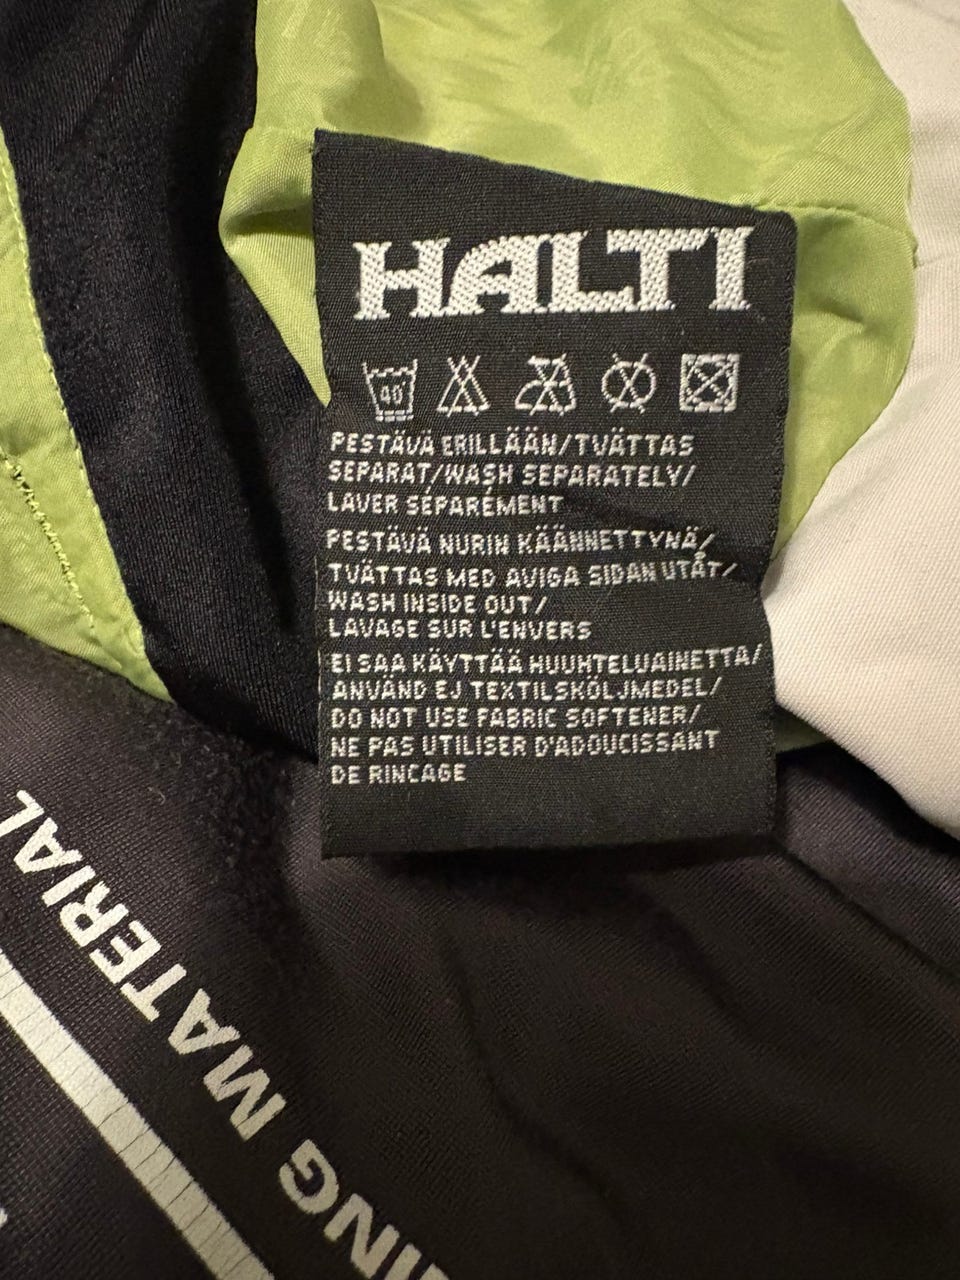 HALTI
40°
PESTÄVÄ ERILLÄÄN/TVÄTTAS
SEPARAT/WASH SEPARATELY/
LAVER SÉPARÉMENT
PESTÄVÄ NURIN KÄÄNNETTYNÄ/
TVÄTTAS MED AVIGA SIDAN UTÅT/
WASH INSIDE OUT/
LAVAGE SUR L'ENVERS
EI SAA KÄYTTÄÄ HUUHTELUAINETTA/
ANVÄND EJ TEXTILSKÖLJMEDEL/
DO NOT USE FABRIC SOFTENER/
NE PAS UTILISER D'ADOUCISSANT
DE RINCAGE
ING MATERIAL